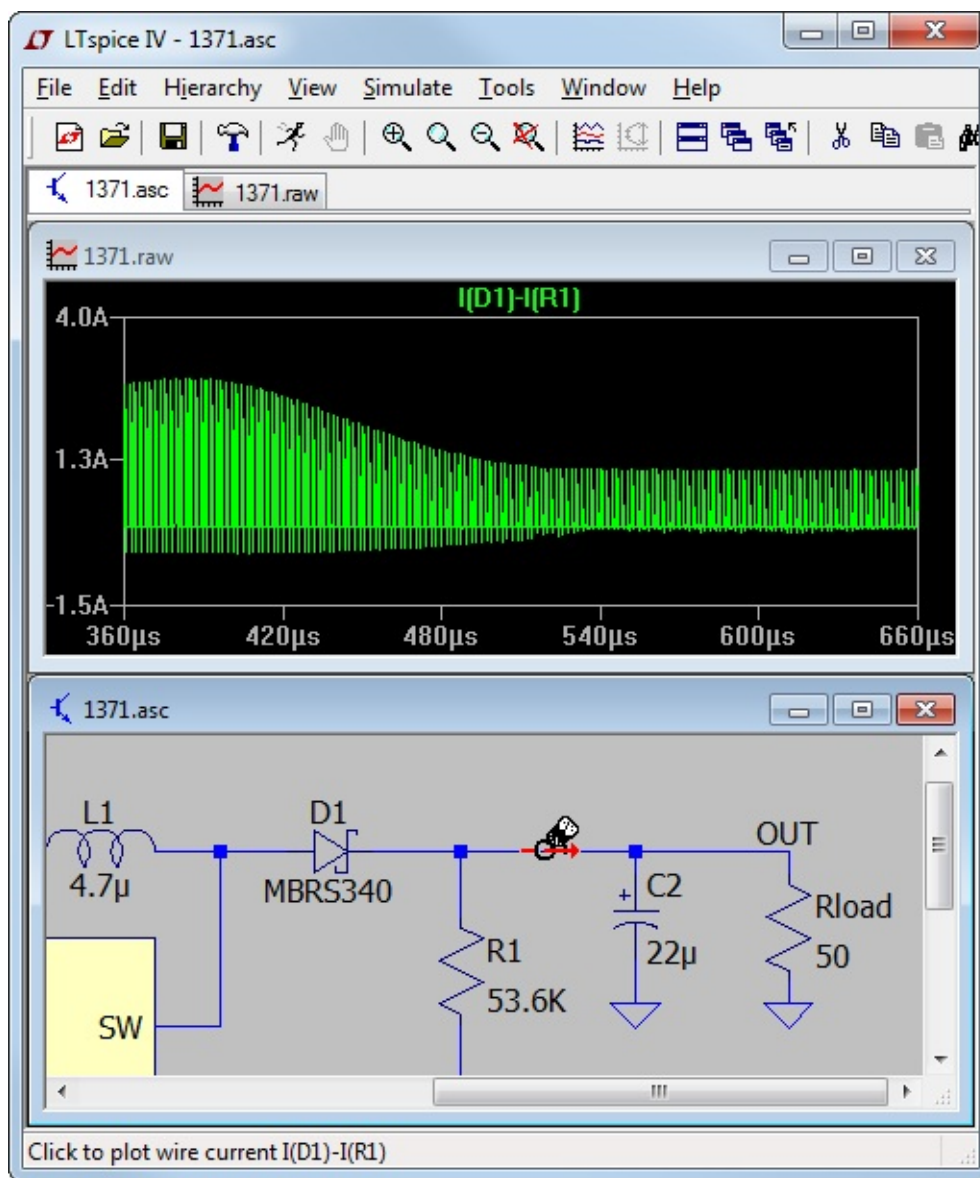 LTspice IV - 1371.asc
File Edit Hierarchy View Simulate Tools Window Help
1371.asc 1371.raw
1371.raw
I(D1)-I(R1)
4.0A
1.3A
-1.5A
360µs 420µs 480µs 540µs 600µs 660µs
1371.asc
L1 D1 OUT
4.7µ MBRS340 + C2 Rload
R1 22µ 50
53.6K
SW
Click to plot wire current I(D1)-I(R1)